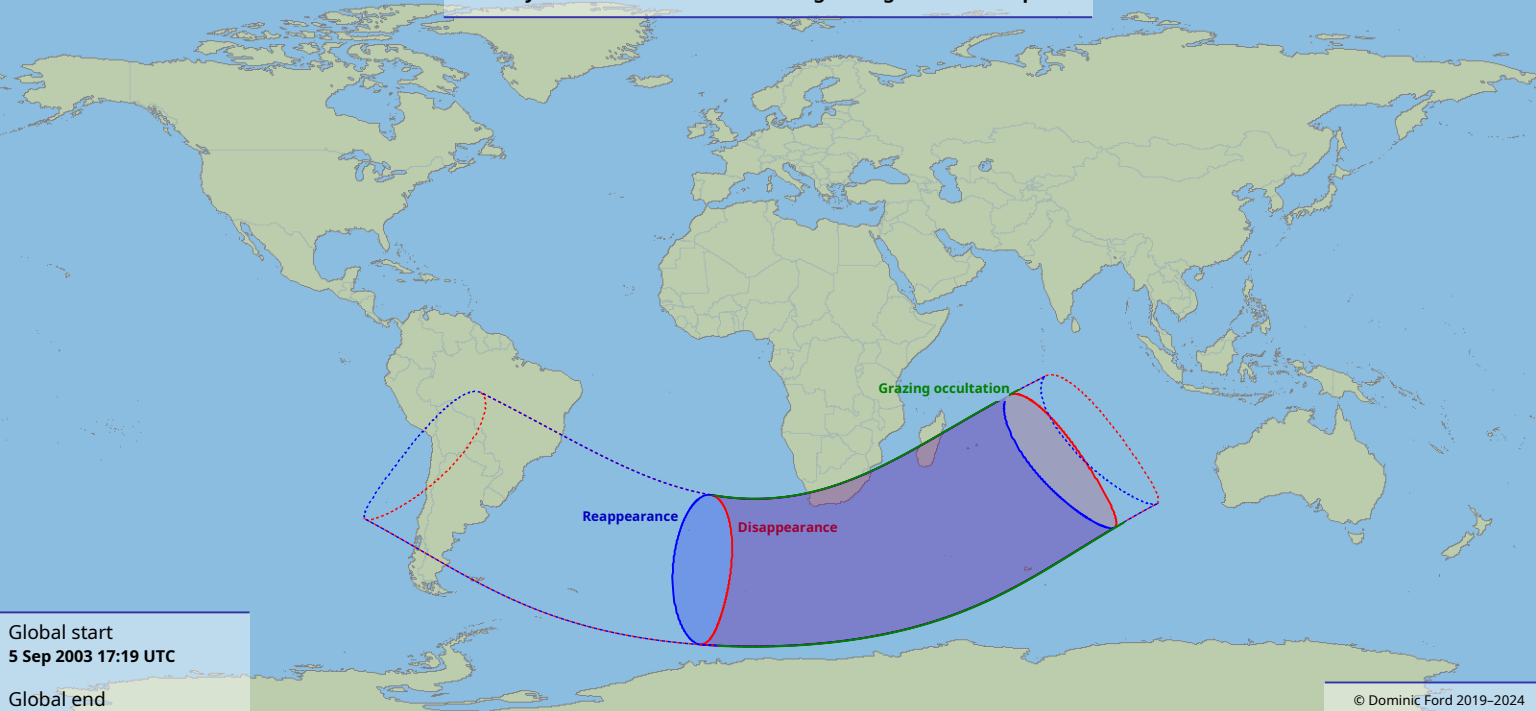 Grazing occultation
Reappearance
Disappearance
Global start
5 Sep 2003 17:19 UTC
Global end
© Dominic Ford 2019–2024